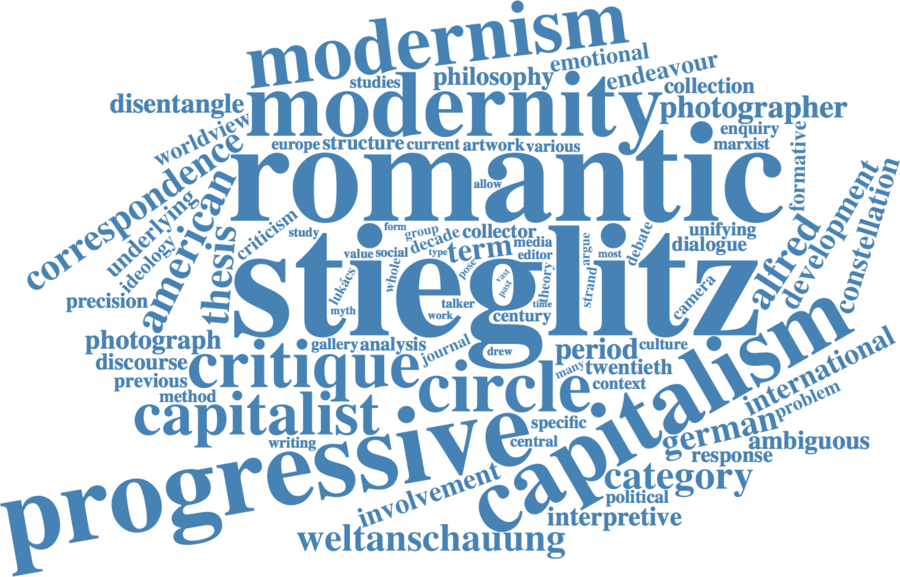 modernism
studies
philosophy
emotional
endeavour
collection
disentangle
modernity
photographer
worldview
enquiry
europe
structure
current
artwork
various
marxist
formative
correspondence
romantic
allow
underlying
ideology
american
thesis
criticism
study
form
group
decade
collector
unifying
dialogue
debate
alfred
development
constellation
stieglitz
value
social
type
term
media
editor
argue
most
whole
pose
vast
past
theory
strand
lukács
myth
talker
work
time
century
camera
precision
photograph
gallery
analysis
journal
drew
period
culture
discourse
previous
method
critique
circle
many
twentieth
context
capitalism
international
problem
capitalist
writing
specific
central
german
ambiguous
response
progressive
involvement
category
political
interpretive
weltanschauung